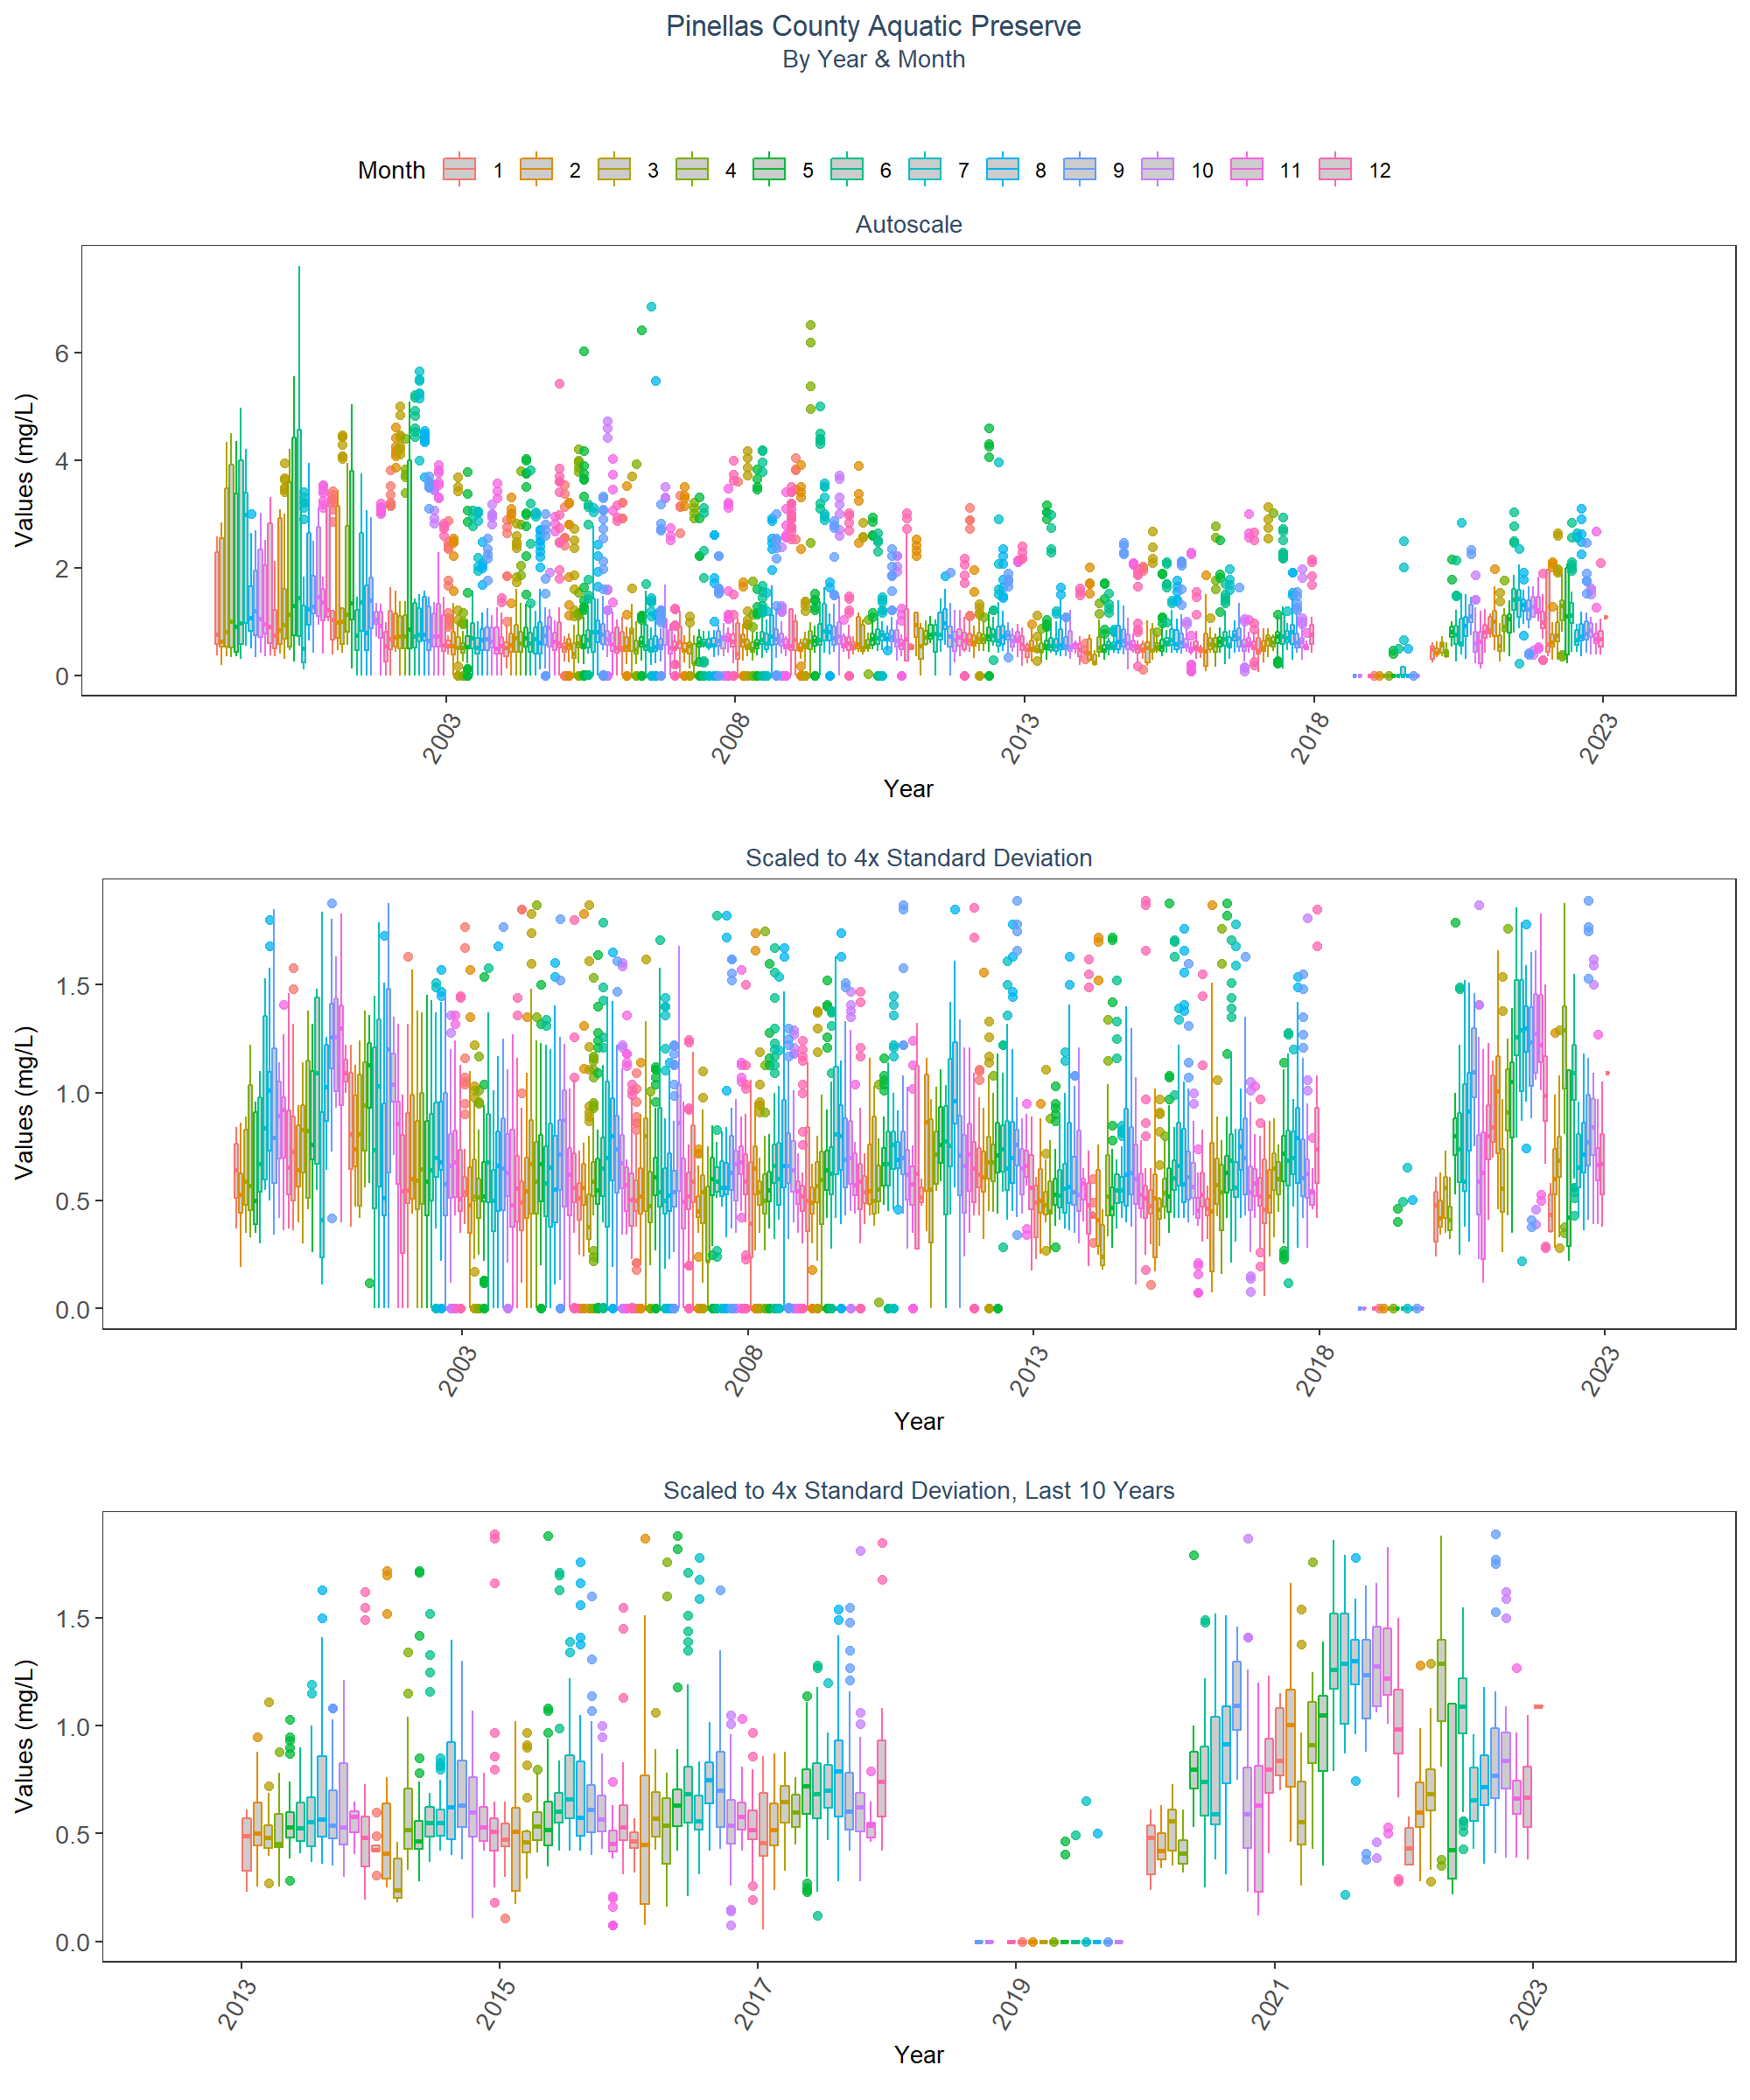 Pinellas County Aquatic Preserve
By Year & Month
Month 1 2 3 4 5 6 7 8 9 10 11 12
Autoscale
Values (mg/L)
6
4
2
0
2003 2008 2013 2018 2023
Year
Scaled to 4x Standard Deviation
Values (mg/L)
1.5
1.0
0.5
0.0
2003 2008 2013 2018 2023
Year
Scaled to 4x Standard Deviation, Last 10 Years
Values (mg/L)
1.5
1.0
0.5
0.0
2013 2015 2017 2019 2021 2023
Year